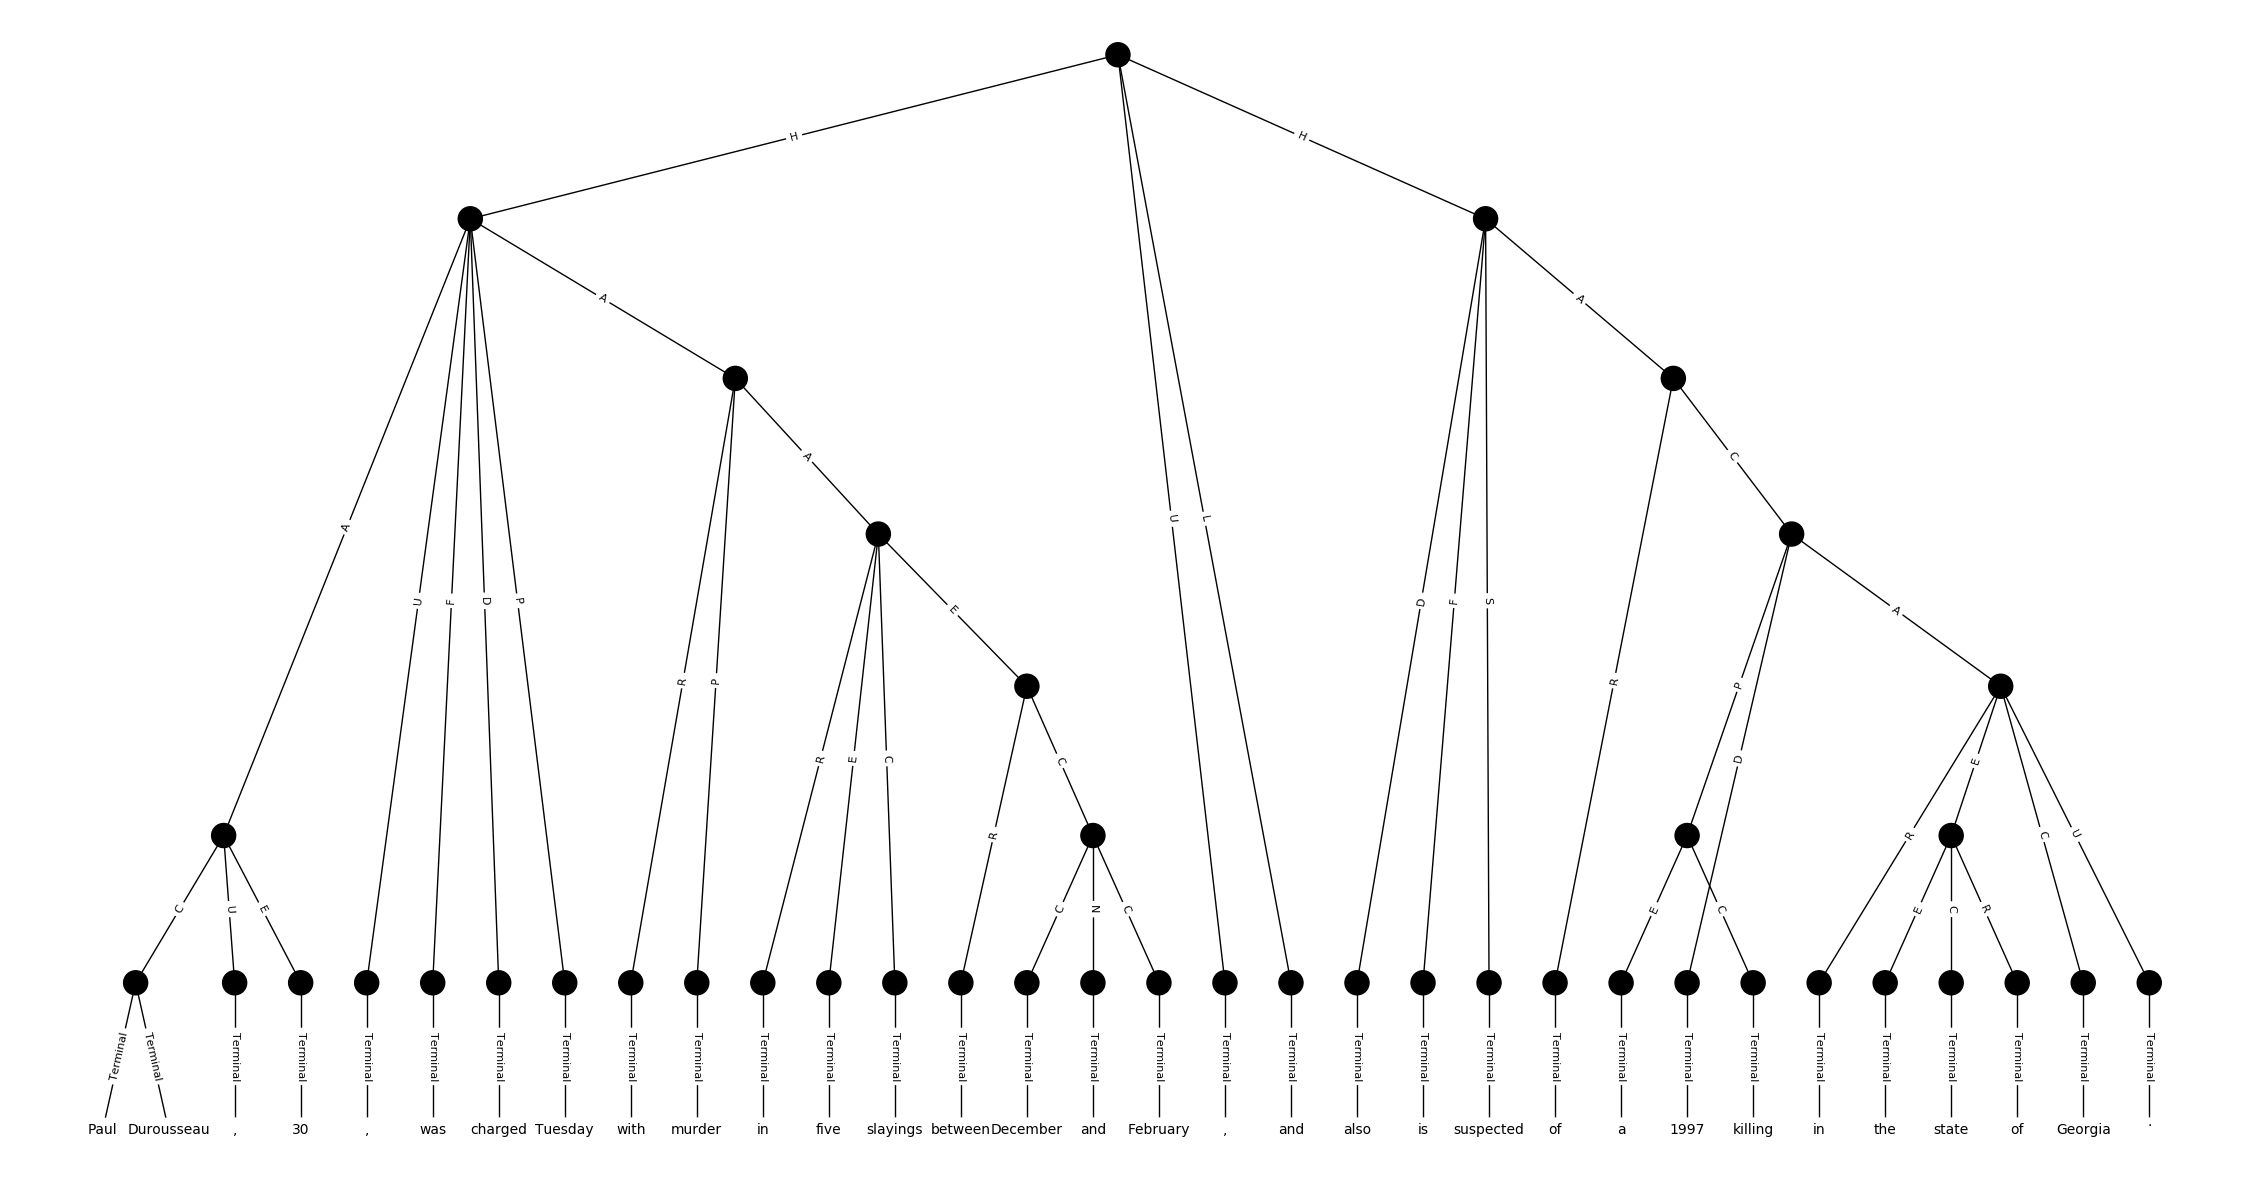 H H
A U F D P A U L D F S A
R P A R C
R E C E P D A
R C R E C U
C U E C N C E C E C R
Terminal Terminal Terminal Terminal Terminal Terminal Terminal Terminal Terminal Terminal Terminal Terminal Terminal Terminal Terminal Terminal Terminal Terminal Terminal Terminal Terminal Terminal Terminal Terminal Terminal Terminal Terminal Terminal Terminal Terminal Terminal Terminal
Paul Durousseau , 30 , was charged Tuesday with murder in five slayings between December and February , and also is suspected of a 1997 killing in the state of Georgia .